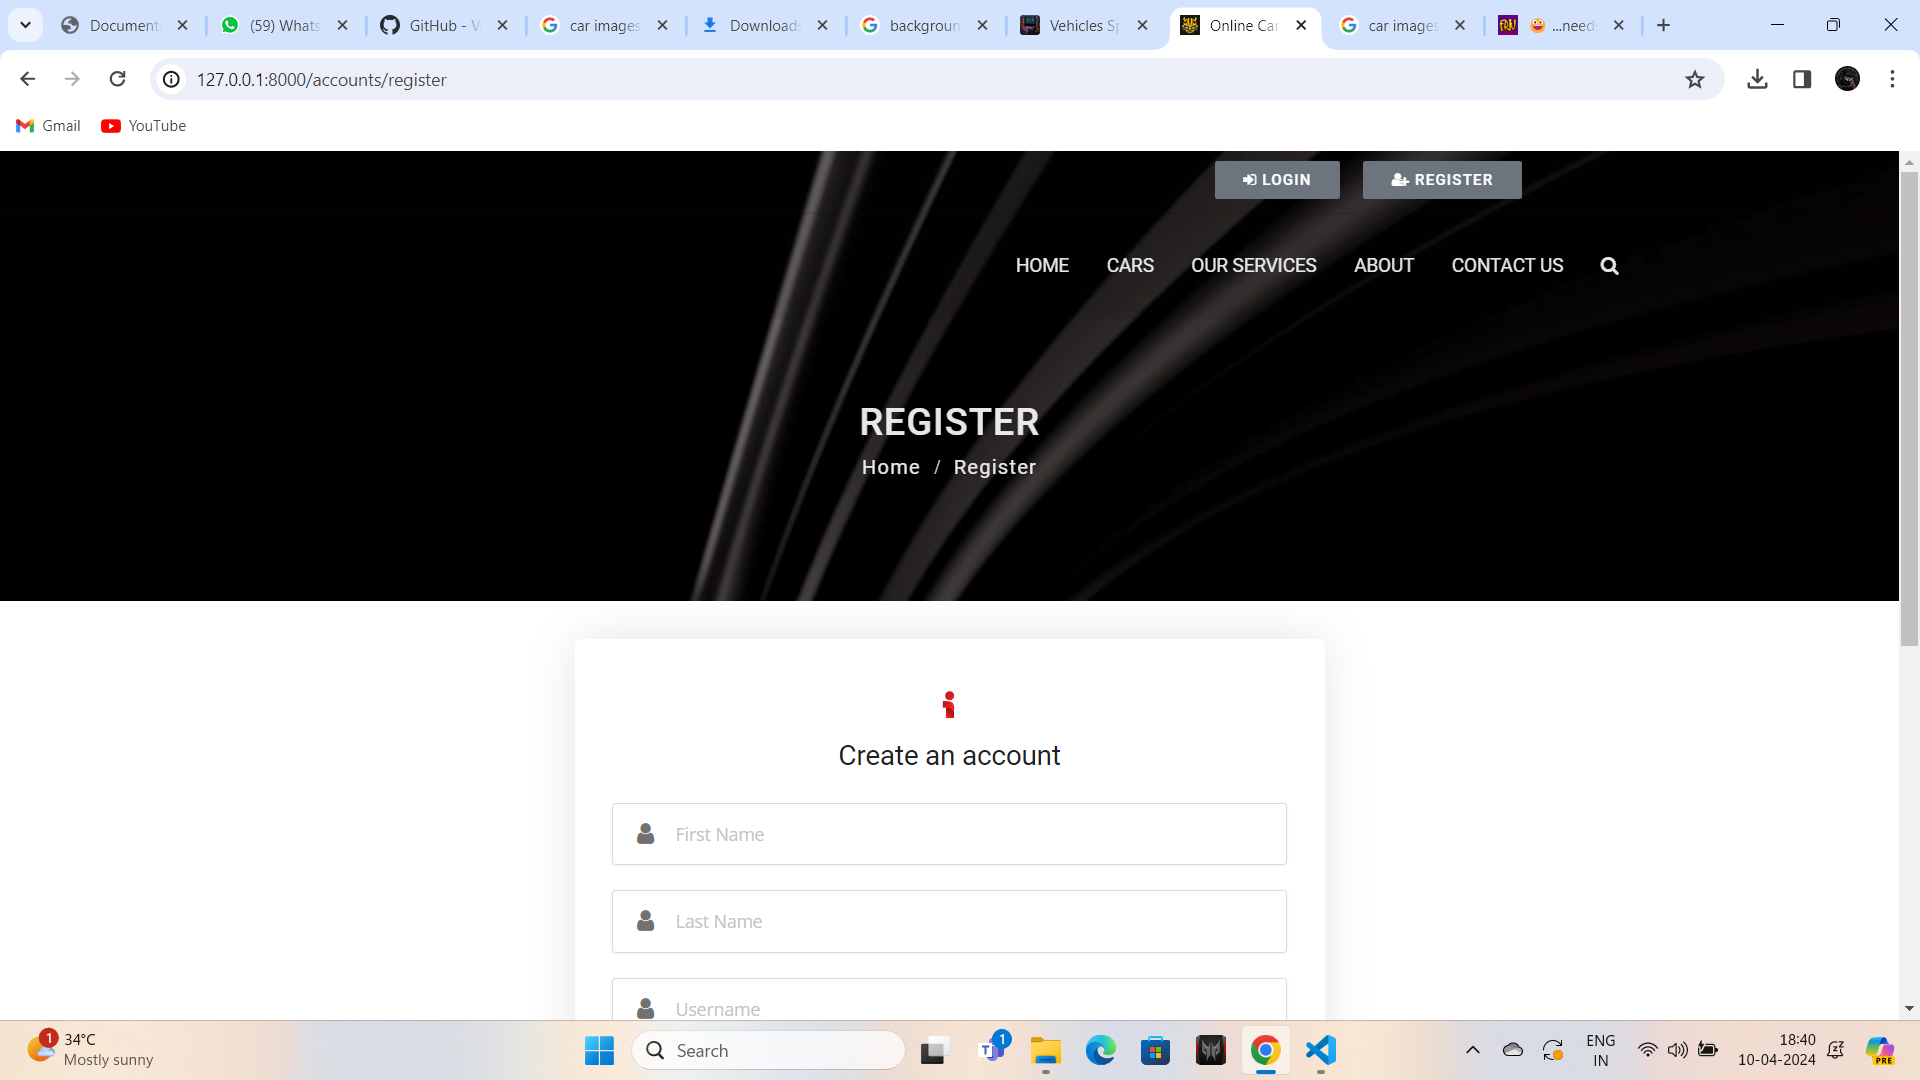 Document
(59) Whats
GitHub - V
car images
Downloads
backgroun
Vehicles Sp
Online Car
car images
...need
127.0.0.1:8000/accounts/register
Gmail
YouTube
LOGIN
REGISTER
HOME
CARS
OUR SERVICES
ABOUT
CONTACT US
REGISTER
Home / Register
Create an account
First Name
Last Name
Username
1
34°C
Mostly sunny
Search
1
ENG
IN
18:40
10-04-2024
PRE